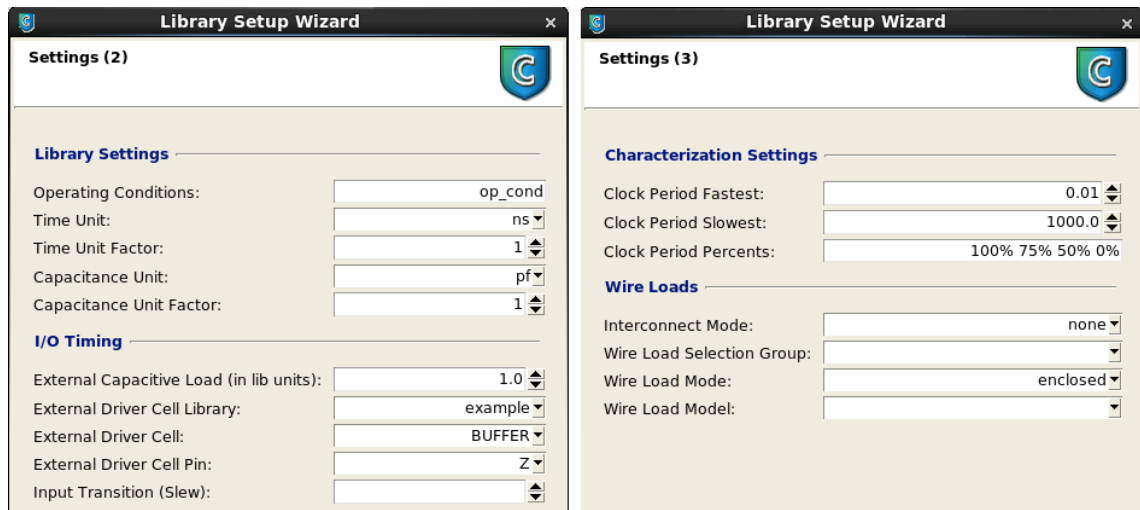 Library Setup Wizard
Settings (2)
Library Settings
Operating Conditions: op_cond
Time Unit: ns
Time Unit Factor: 1
Capacitance Unit: pf
Capacitance Unit Factor: 1
I/O Timing
External Capacitive Load (in lib units): 1.0
External Driver Cell Library: example
External Driver Cell: BUFFER
External Driver Cell Pin: Z
Input Transition (Slew):
Library Setup Wizard
Settings (3)
Characterization Settings
Clock Period Fastest: 0.01
Clock Period Slowest: 1000.0
Clock Period Percents: 100% 75% 50% 0%
Wire Loads
Interconnect Mode: none
Wire Load Selection Group:
Wire Load Mode: enclosed
Wire Load Model: